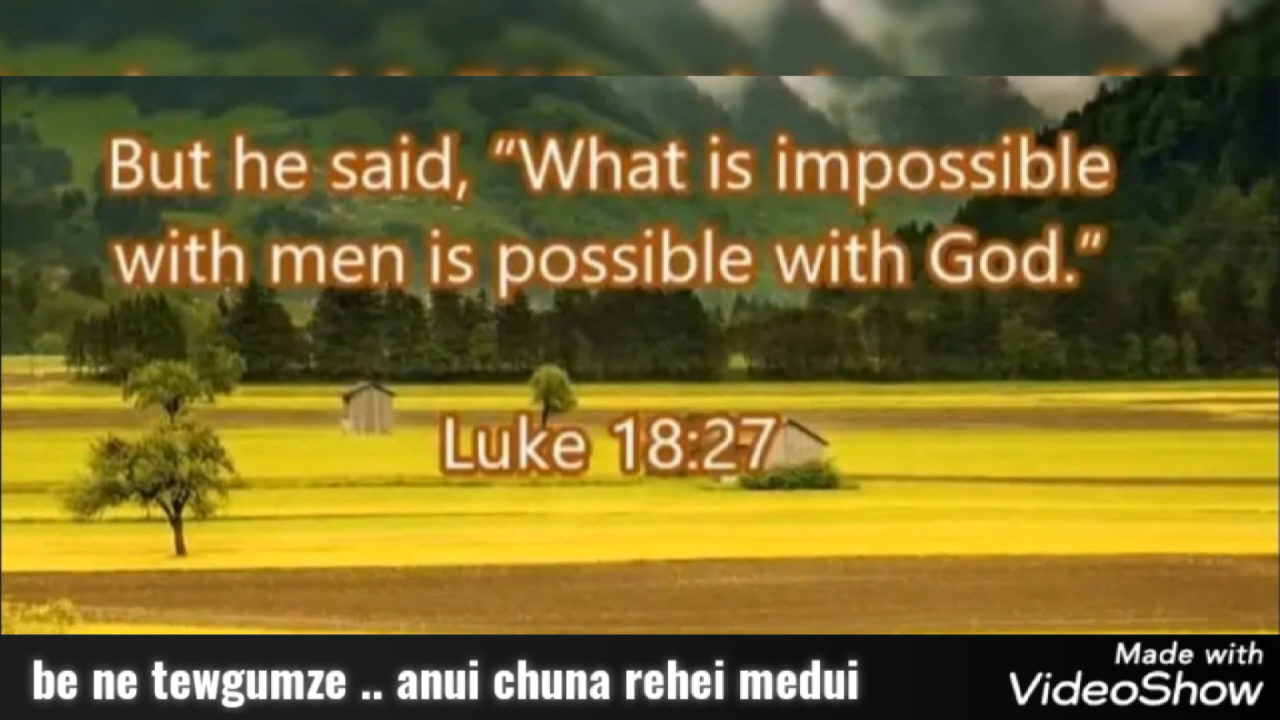 But he said, “What is impossible
with men is possible with God.”
Luke 18:27
be ne tewgumze .. anui chuna rehei medui
Made with
VideoShow